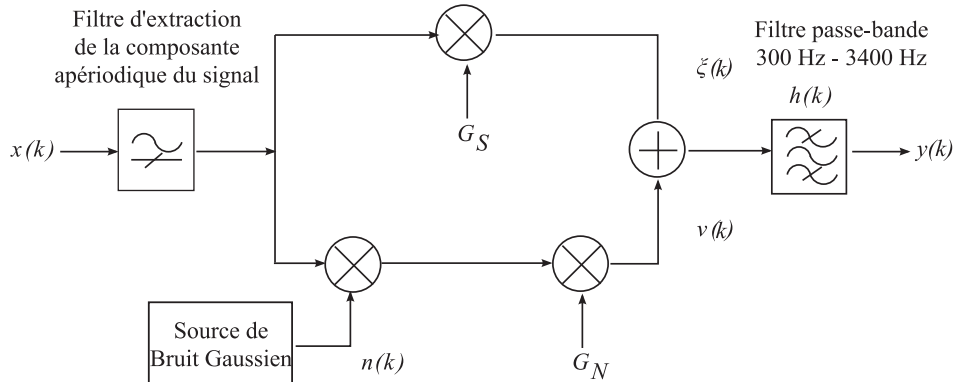 Filtre d'extraction
de la composante
apériodique du signal
x(k)
G_S
ξ(k)
Filtre passe-bande
300 Hz - 3400 Hz
h(k)
y(k)
v(k)
Source de
Bruit Gaussien
n(k)
G_N